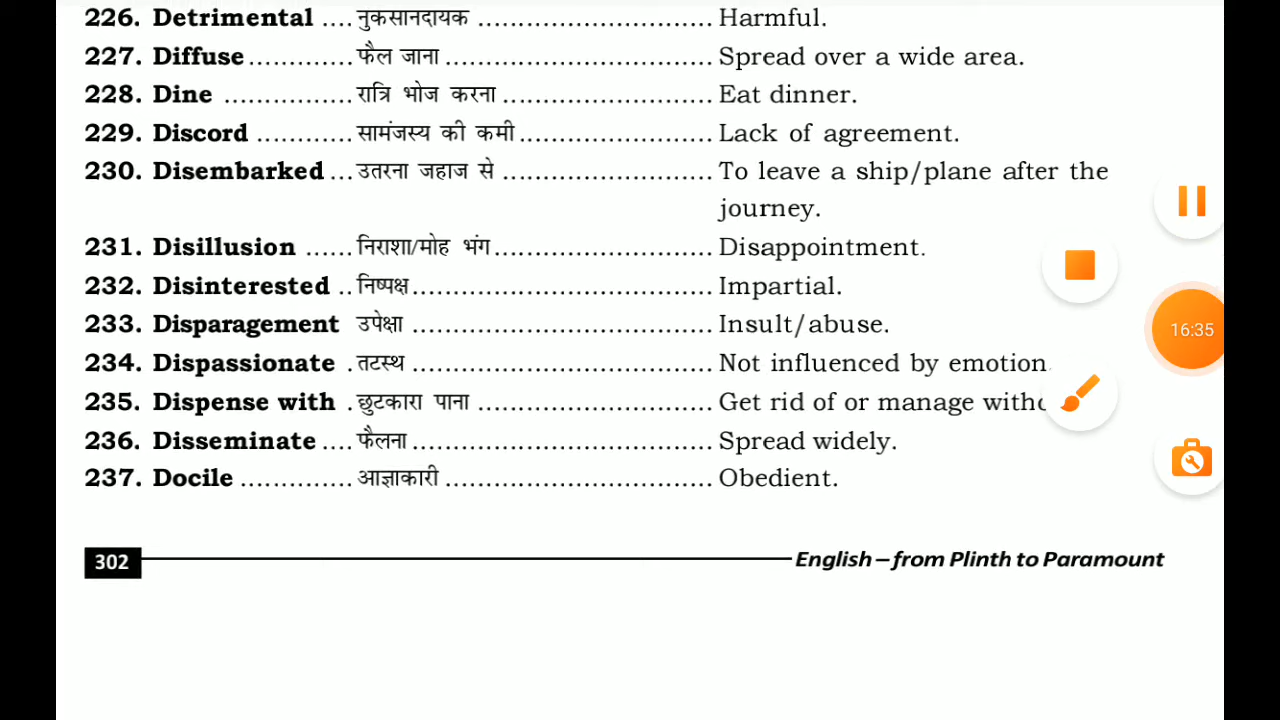 226. Detrimental .... नुकसानदायक ............................. Harmful.
227. Diffuse ............. फैल जाना ................................. Spread over a wide area.
228. Dine ................ रात्रि भोज करना .......................... Eat dinner.
229. Discord ............ सामंजस्य की कमी ........................ Lack of agreement.
230. Disembarked ... उतरना जहाज से .......................... To leave a ship/plane after the
journey.
231. Disillusion ...... निराशा/मोह भंग ........................... Disappointment.
232. Disinterested .. निष्पक्ष ..................................... Impartial.
233. Disparagement उपेक्षा ..................................... Insult/abuse.
234. Dispassionate . तटस्थ ..................................... Not influenced by emotion.
235. Dispense with . छुटकारा पाना ............................. Get rid of or manage
236. Disseminate .... फैलना ..................................... Spread widely.
237. Docile .............. आज्ञाकारी ................................. Obedient.
16:35
302 English – from Plinth to Paramount